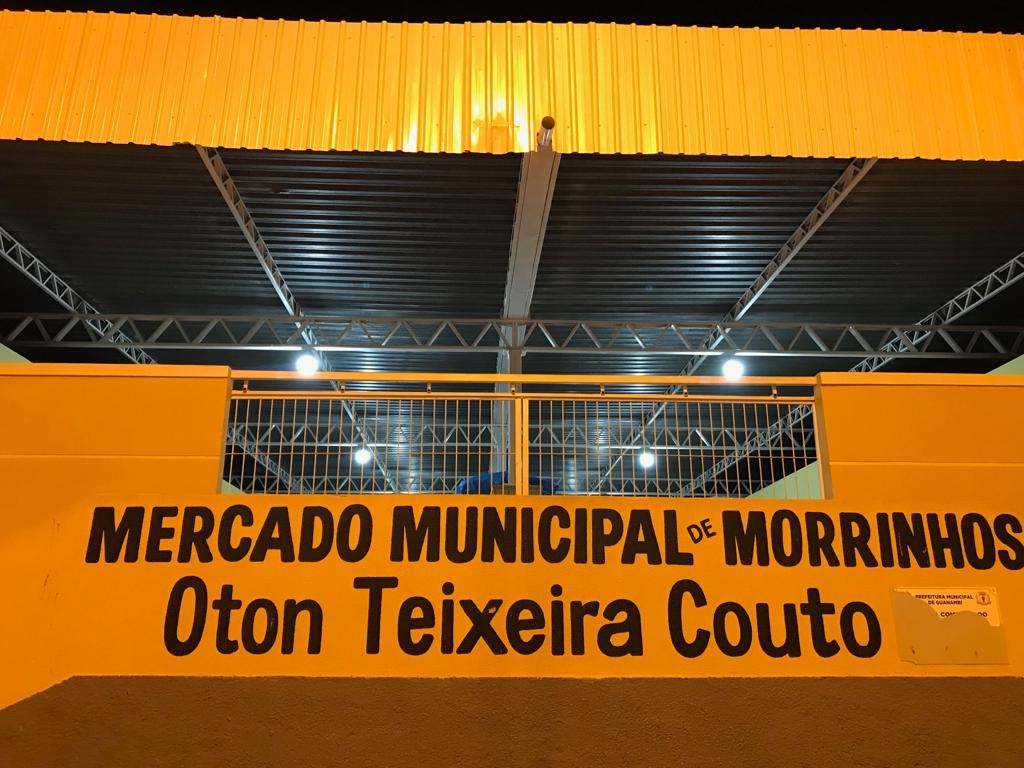 MERCADO MUNICIPAL DE MORRINHOS
Oton Teixeira Couto
PREFEITURA MUNICIPAL
DE GUANAMBI